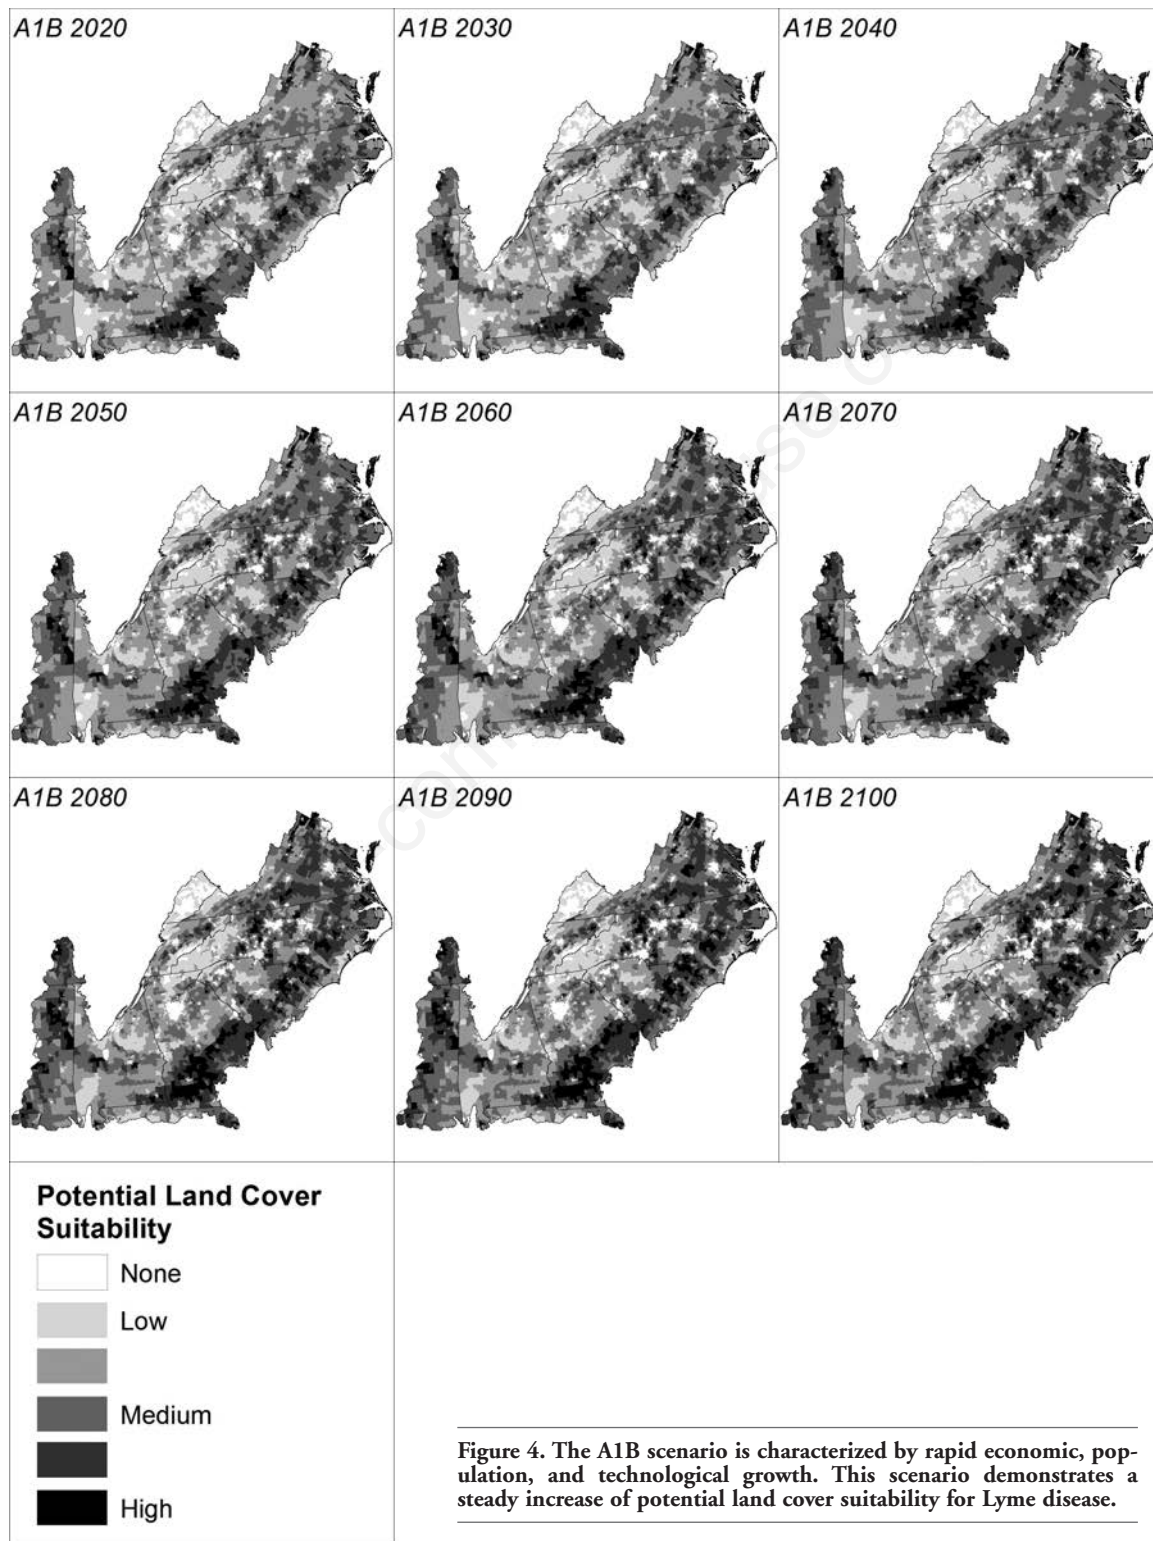 A1B 2020
A1B 2030
A1B 2040
A1B 2050
A1B 2060
A1B 2070
A1B 2080
A1B 2090
A1B 2100
Potential Land Cover
Suitability
None
Low
Medium
High
Figure 4. The A1B scenario is characterized by rapid economic, pop-
ulation, and technological growth. This scenario demonstrates a
steady increase of potential land cover suitability for Lyme disease.